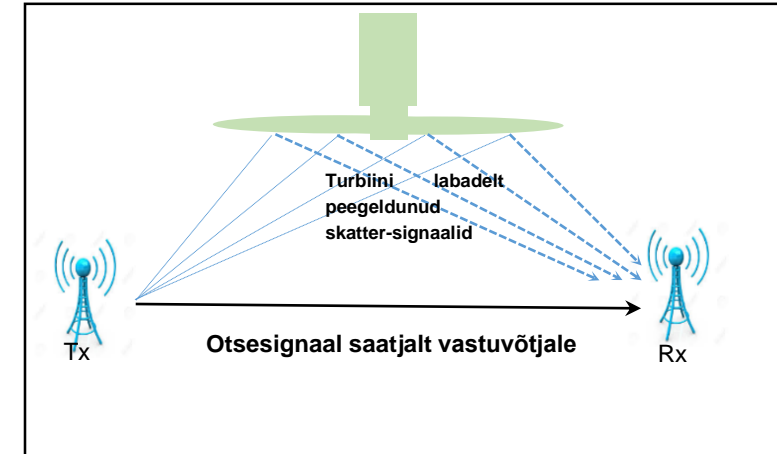 Turbiini labadelt
peegeldunud
skatter-signaalid
Tx
Otsesignaal saatjalt vastuvõtjale
Rx